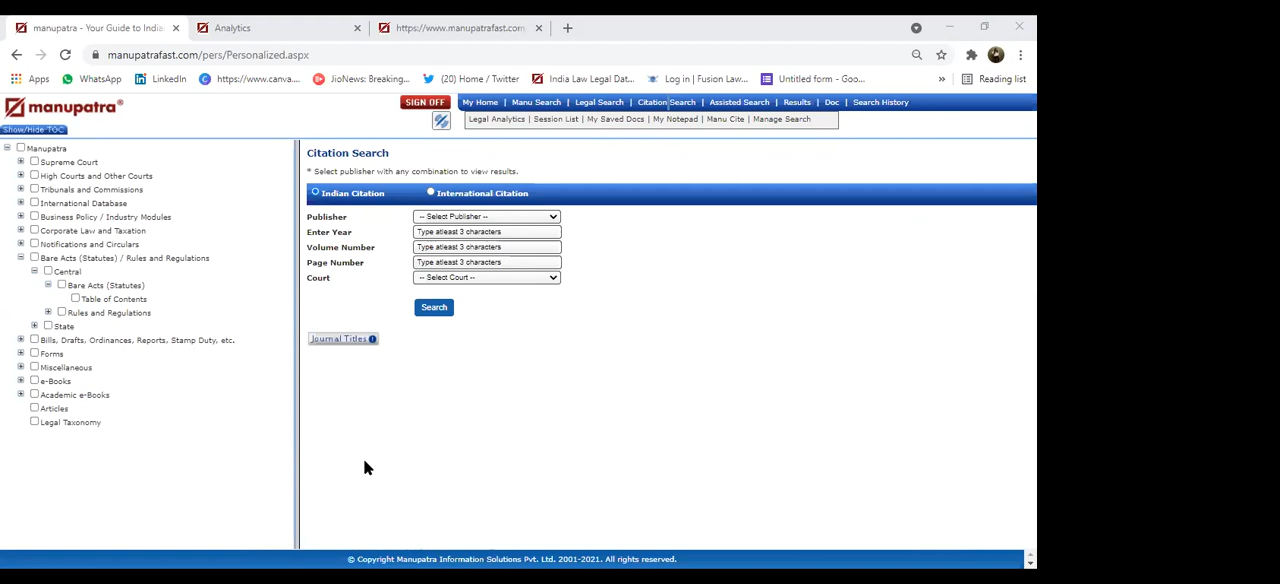 manupatra - Your Guide to India
Analytics
https://www.manupatrafast.com
manupatrafast.com/pers/Personalized.aspx
Apps
WhatsApp
LinkedIn
https://www.canva...
JioNews: Breaking...
(20) Home / Twitter
India Law Legal Dat...
Log in | Fusion Law...
Untitled form - Goo...
»
Reading list
manupatra®
SIGN OFF
My Home | Manu Search | Legal Search | Citation Search | Assisted Search | Results | Doc | Search History
Show/Hide TOC
Legal Analytics | Session List | My Saved Docs | My Notepad | Manu Cite | Manage Search
Manupatra
Supreme Court
High Courts and Other Courts
Tribunals and Commissions
International Database
Business Policy / Industry Modules
Corporate Law and Taxation
Notifications and Circulars
Bare Acts (Statutes) / Rules and Regulations
Central
Bare Acts (Statutes)
Table of Contents
Rules and Regulations
State
Bills, Drafts, Ordinances, Reports, Stamp Duty, etc.
Forms
Miscellaneous
e-Books
Academic e-Books
Articles
Legal Taxonomy
Citation Search
* Select publisher with any combination to view results.
Indian Citation International Citation
Publisher -- Select Publisher --
Enter Year Type atleast 3 characters
Volume Number Type atleast 3 characters
Page Number Type atleast 3 characters
Court -- Select Court --
Search
Journal Titles
© Copyright Manupatra Information Solutions Pvt. Ltd. 2001-2021. All rights reserved.